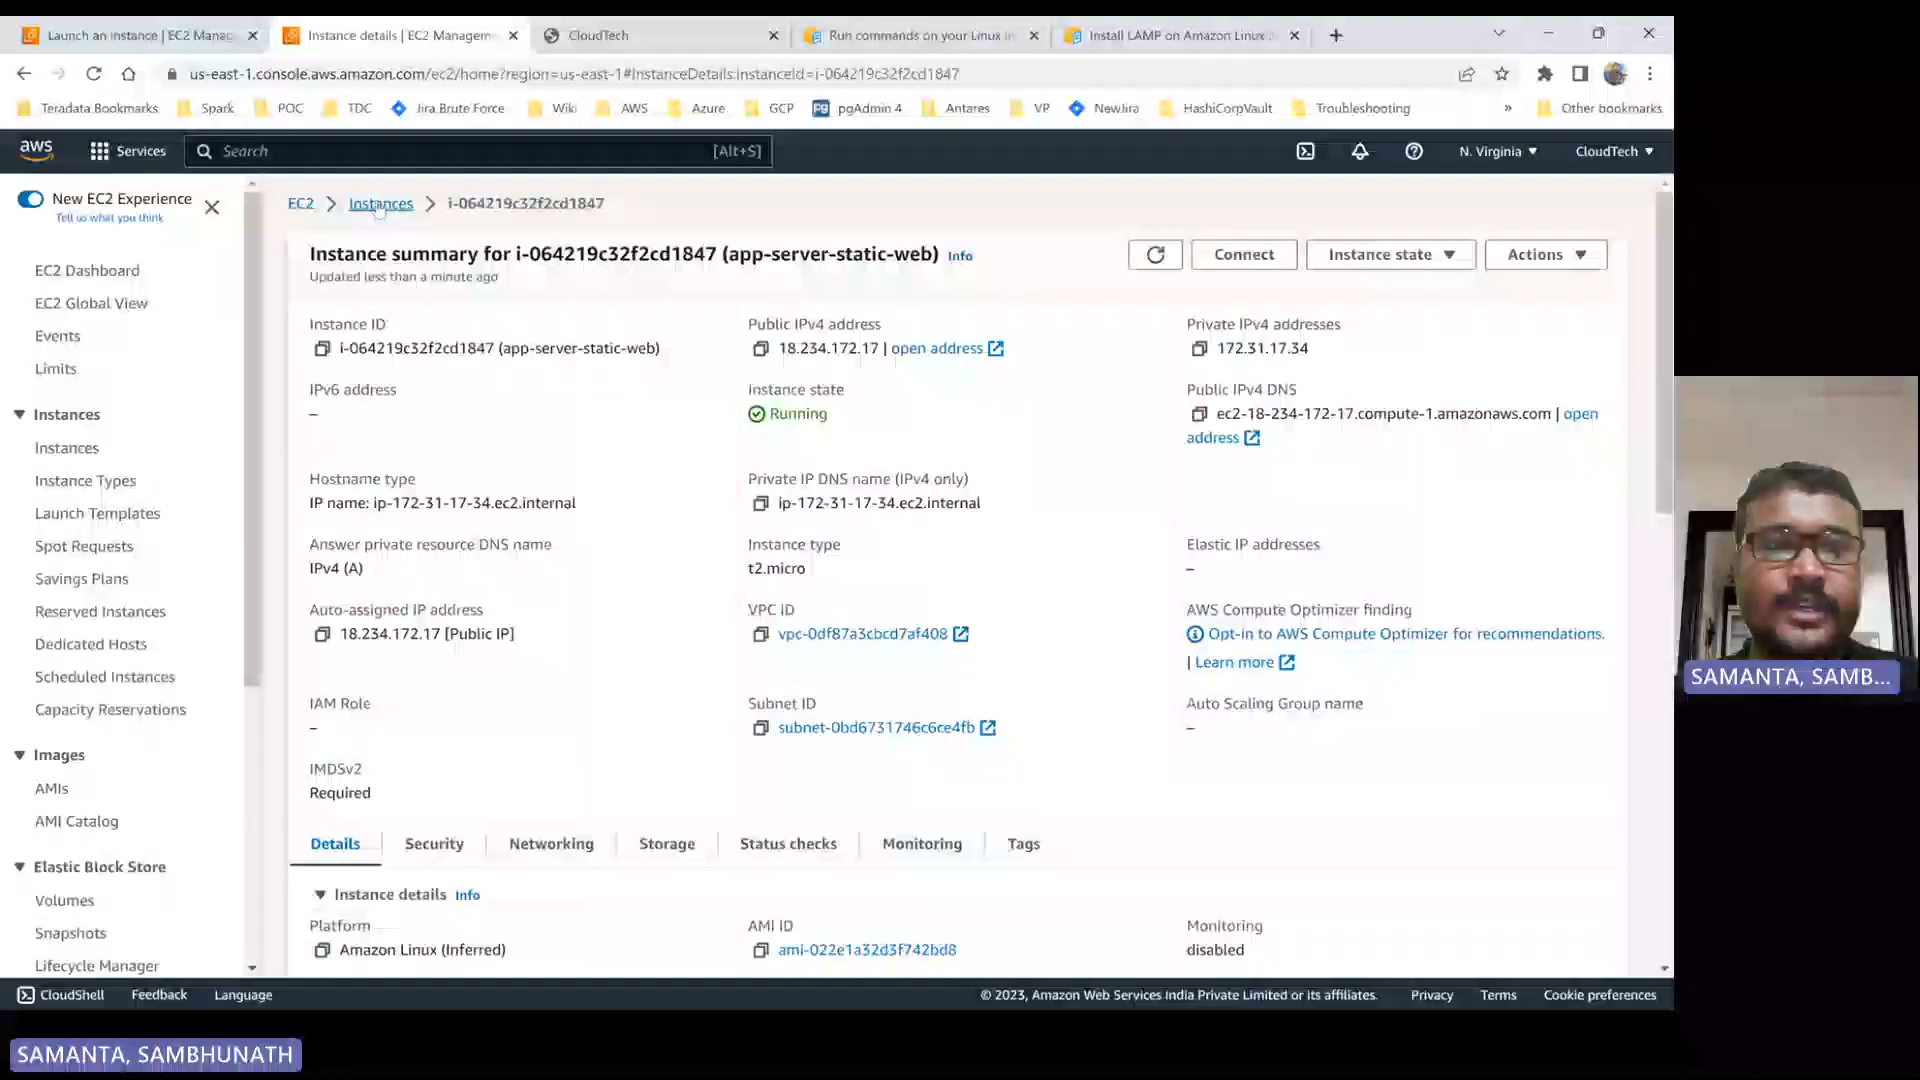 Launch an instance | EC2 Manag
Instance details | EC2 Managem
CloudTech
Run commands on your Linux in
Install LAMP on Amazon Linux
us-east-1.console.aws.amazon.com/ec2/home?region=us-east-1#InstanceDetails:instanceId=i-064219c32f2cd1847
Teradata Bookmarks
Spark
POC
TDC
Jira Brute Force
Wiki
AWS
Azure
GCP
pgAdmin 4
Antares
VP
NewJira
HashiCorpVault
Troubleshooting
»
Other bookmarks
aws
Services
Search
[Alt+S]
N. Virginia
CloudTech
New EC2 Experience
Tell us what you think
EC2 Dashboard
EC2 Global View
Events
Limits
Instances
Instances
Instance Types
Launch Templates
Spot Requests
Savings Plans
Reserved Instances
Dedicated Hosts
Scheduled Instances
Capacity Reservations
Images
AMIs
AMI Catalog
Elastic Block Store
Volumes
Snapshots
Lifecycle Manager
EC2 > Instances > i-064219c32f2cd1847
Instance summary for i-064219c32f2cd1847 (app-server-static-web) Info
Updated less than a minute ago
Connect
Instance state
Actions
Instance ID
i-064219c32f2cd1847 (app-server-static-web)
Public IPv4 address
18.234.172.17 | open address
Private IPv4 addresses
172.31.17.34
IPv6 address
–
Instance state
Running
Public IPv4 DNS
ec2-18-234-172-17.compute-1.amazonaws.com | open
address
Hostname type
IP name: ip-172-31-17-34.ec2.internal
Private IP DNS name (IPv4 only)
ip-172-31-17-34.ec2.internal
Answer private resource DNS name
IPv4 (A)
Instance type
t2.micro
Elastic IP addresses
–
Auto-assigned IP address
18.234.172.17 [Public IP]
VPC ID
vpc-0df87a3cbcd7af408
AWS Compute Optimizer finding
Opt-in to AWS Compute Optimizer for recommendations.
| Learn more
IAM Role
–
Subnet ID
subnet-0bd6731746c6ce4fb
Auto Scaling Group name
–
IMDSv2
Required
Details
Security
Networking
Storage
Status checks
Monitoring
Tags
Instance details Info
Platform
Amazon Linux (Inferred)
AMI ID
ami-022e1a32d3f742bd8
Monitoring
disabled
CloudShell
Feedback
Language
© 2023, Amazon Web Services India Private Limited or its affiliates.
Privacy
Terms
Cookie preferences
SAMANTA, SAMB...
SAMANTA, SAMBHUNATH